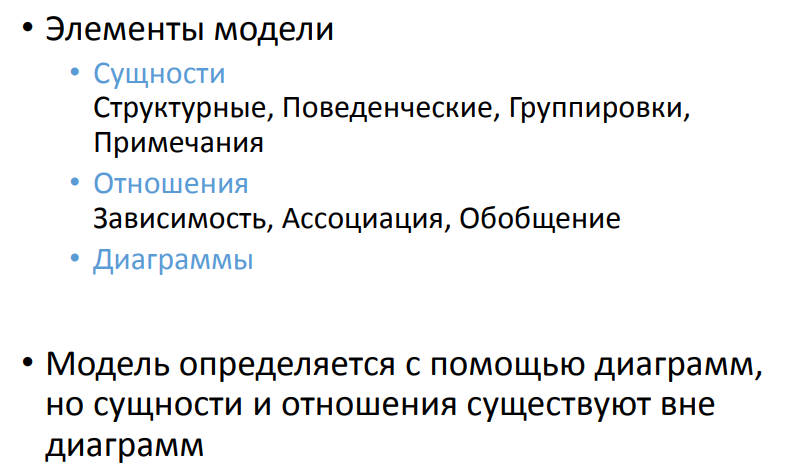 • Элементы модели
• Сущности
Структурные, Поведенческие, Группировки,
Примечания
• Отношения
Зависимость, Ассоциация, Обобщение
• Диаграммы
• Модель определяется с помощью диаграмм,
но сущности и отношения существуют вне
диаграмм